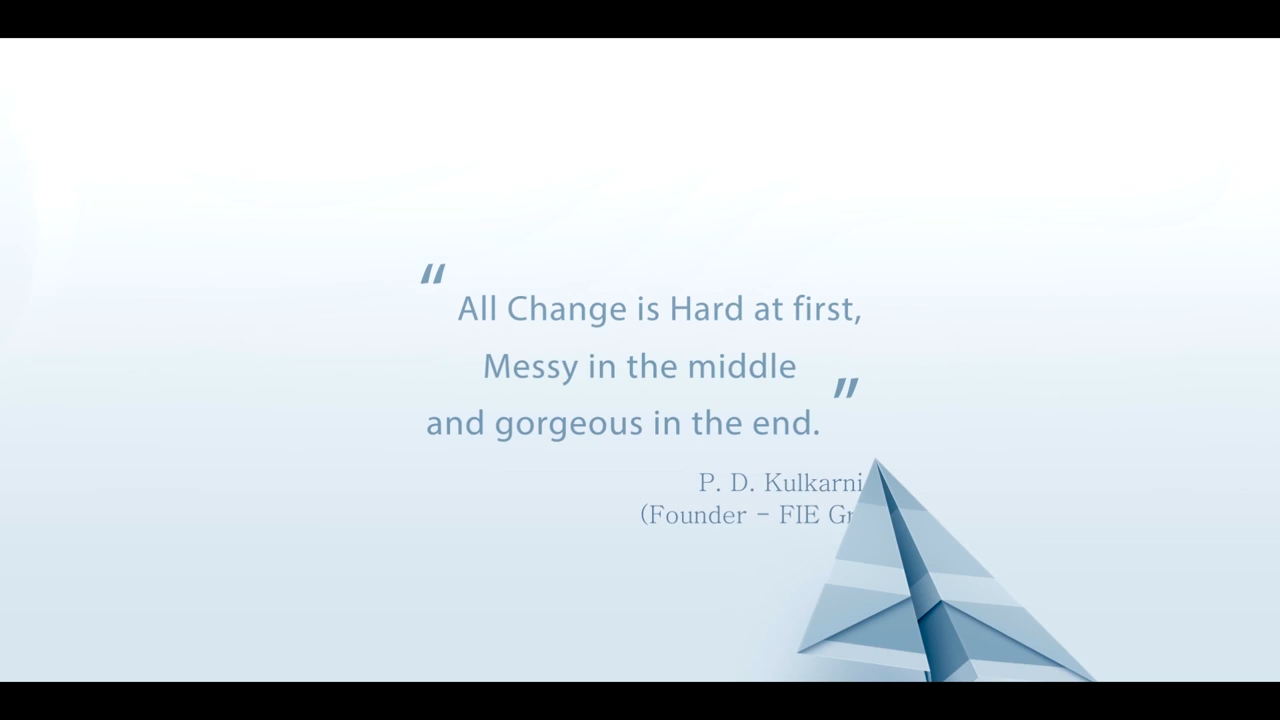 “ All Change is Hard at first,
Messy in the middle
and gorgeous in the end. ”
P. D. Kulkarni
(Founder - FIE